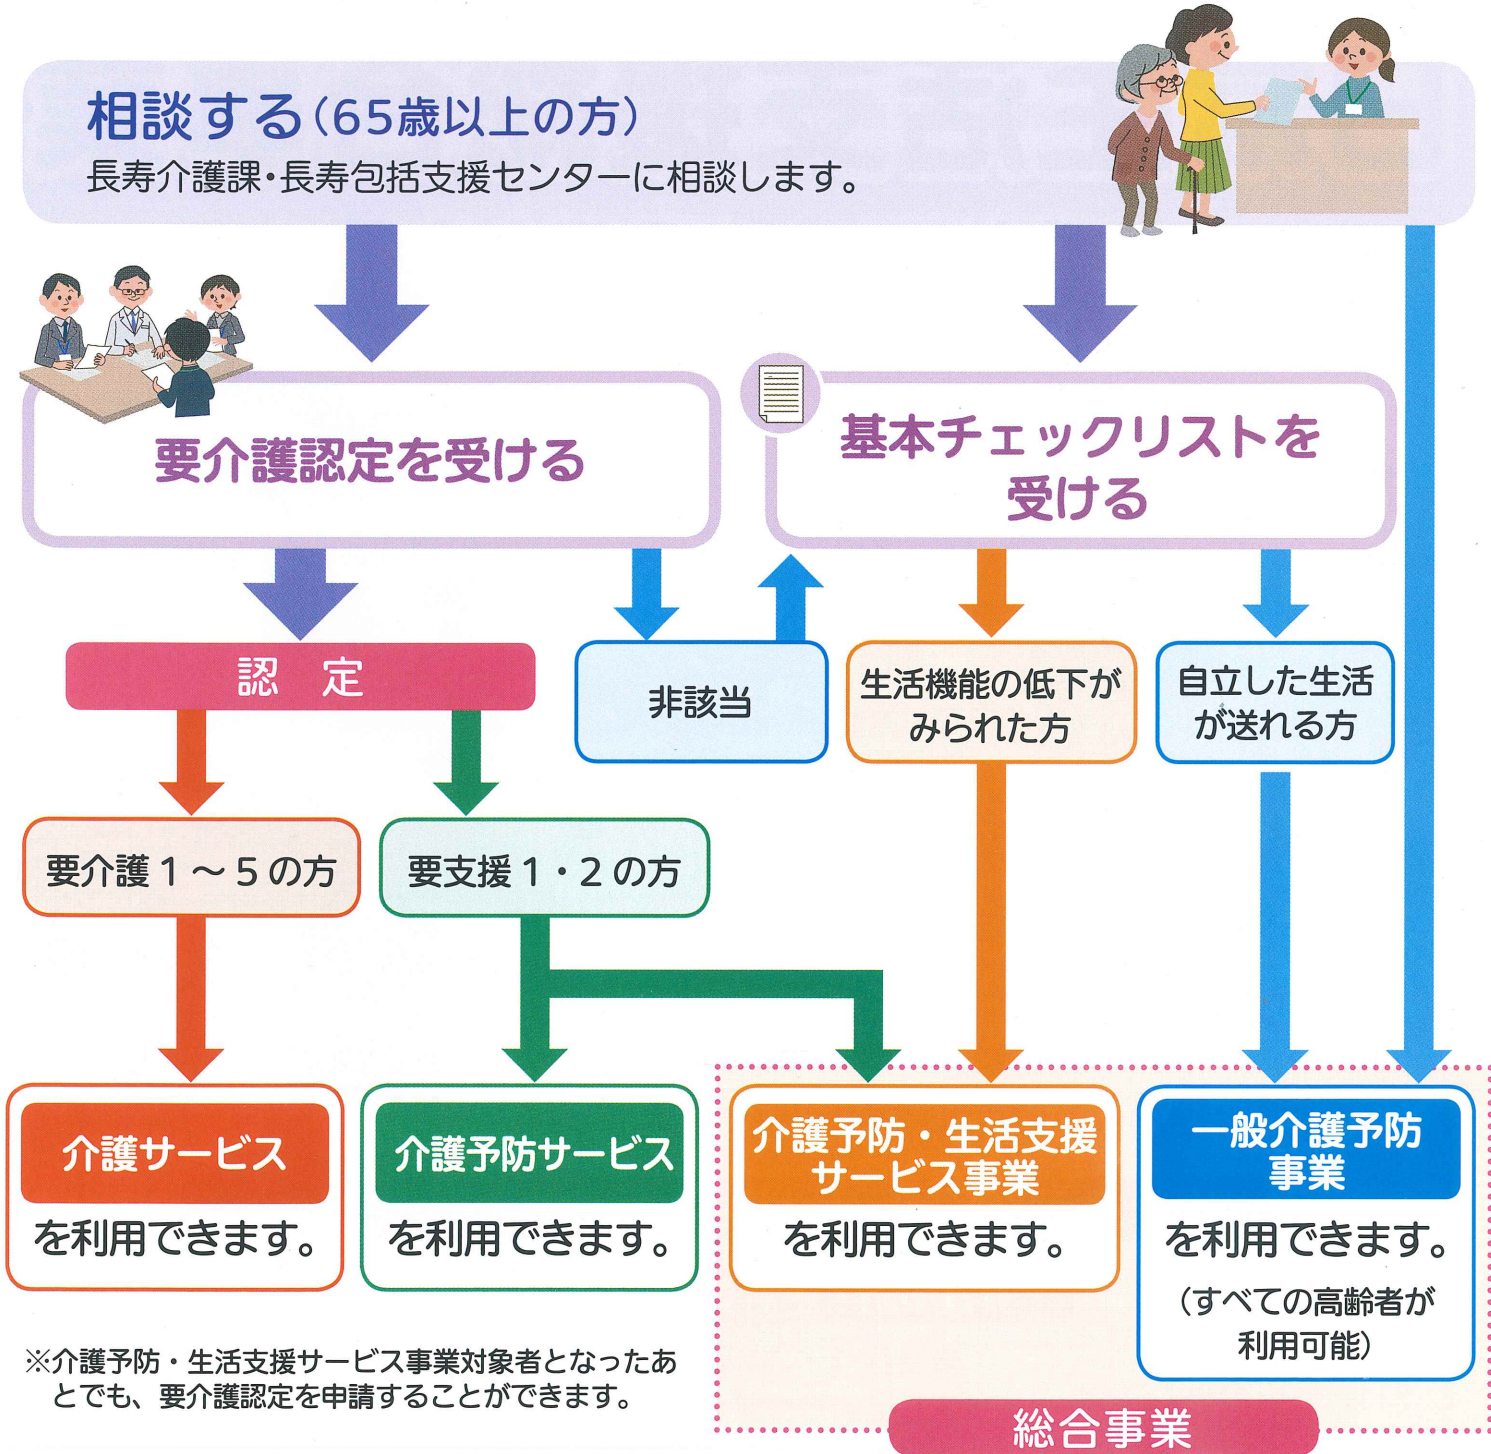 相談する(65歳以上の方)
長寿介護課・長寿包括支援センターに相談します。
要介護認定を受ける
基本チェックリストを
受ける
認 定
非該当
生活機能の低下が
みられた方
自立した生活
が送れる方
要介護1～5の方
要支援1・2の方
介護サービス
を利用できます。
介護予防サービス
を利用できます。
介護予防・生活支援
サービス事業
を利用できます。
一般介護予防
事業
を利用できます。
(すべての高齢者が
利用可能)
※介護予防・生活支援サービス事業対象者となったあ
とでも、要介護認定を申請することができます。
総合事業